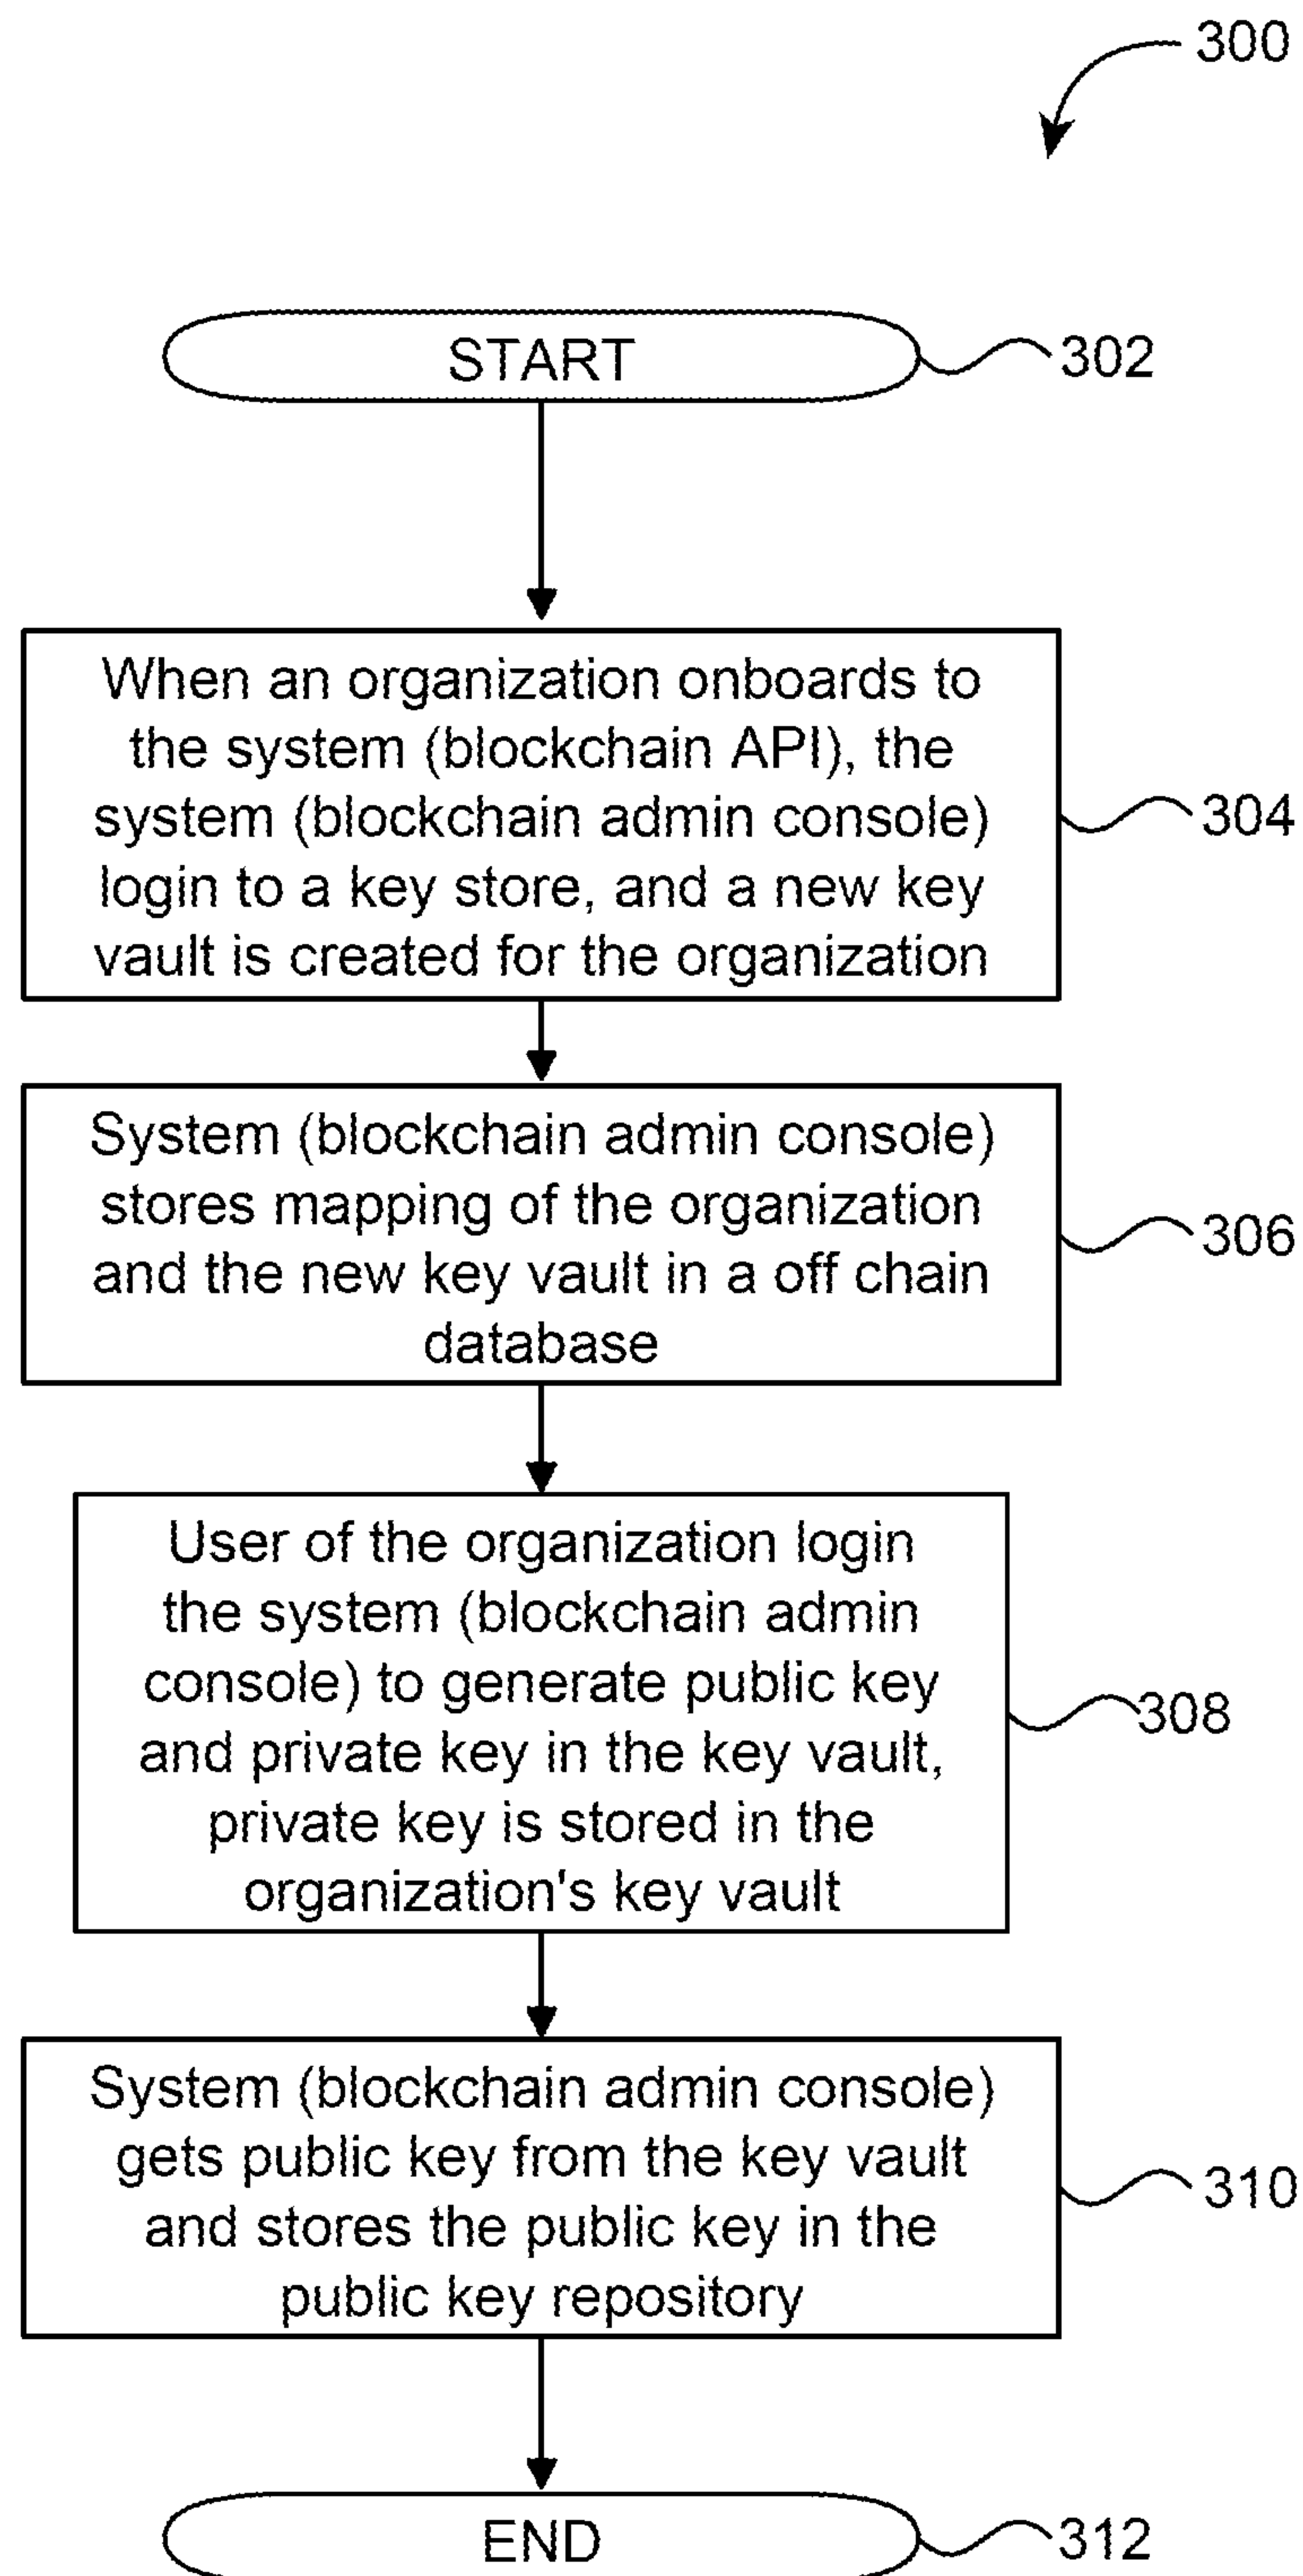 300
START
302
When an organization onboards to
the system (blockchain API), the
system (blockchain admin console)
login to a key store, and a new key
vault is created for the organization
304
System (blockchain admin console)
stores mapping of the organization
and the new key vault in a off chain
database
306
User of the organization login
the system (blockchain admin
console) to generate public key
and private key in the key vault,
private key is stored in the
organization's key vault
308
System (blockchain admin console)
gets public key from the key vault
and stores the public key in the
public key repository
310
END
312